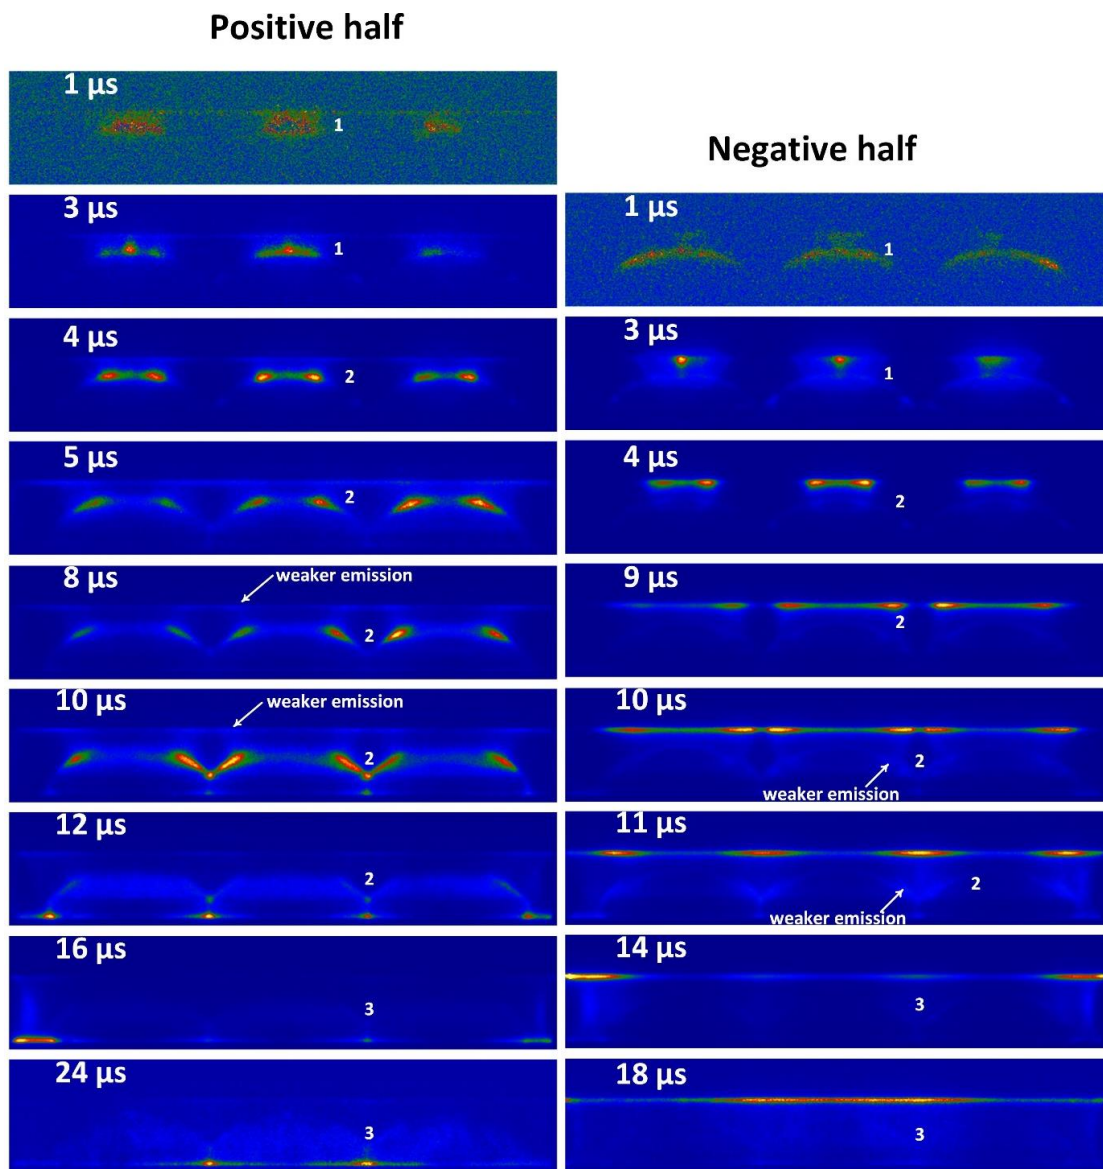 Positive half
1 µs
1
3 µs
1
4 µs
2
5 µs
2
8 µs
weaker emission
2
10 µs
weaker emission
2
12 µs
2
16 µs
3
24 µs
3
Negative half
1 µs
1
3 µs
1
4 µs
2
9 µs
2
10 µs
2
weaker emission
11 µs
2
weaker emission
14 µs
3
18 µs
3